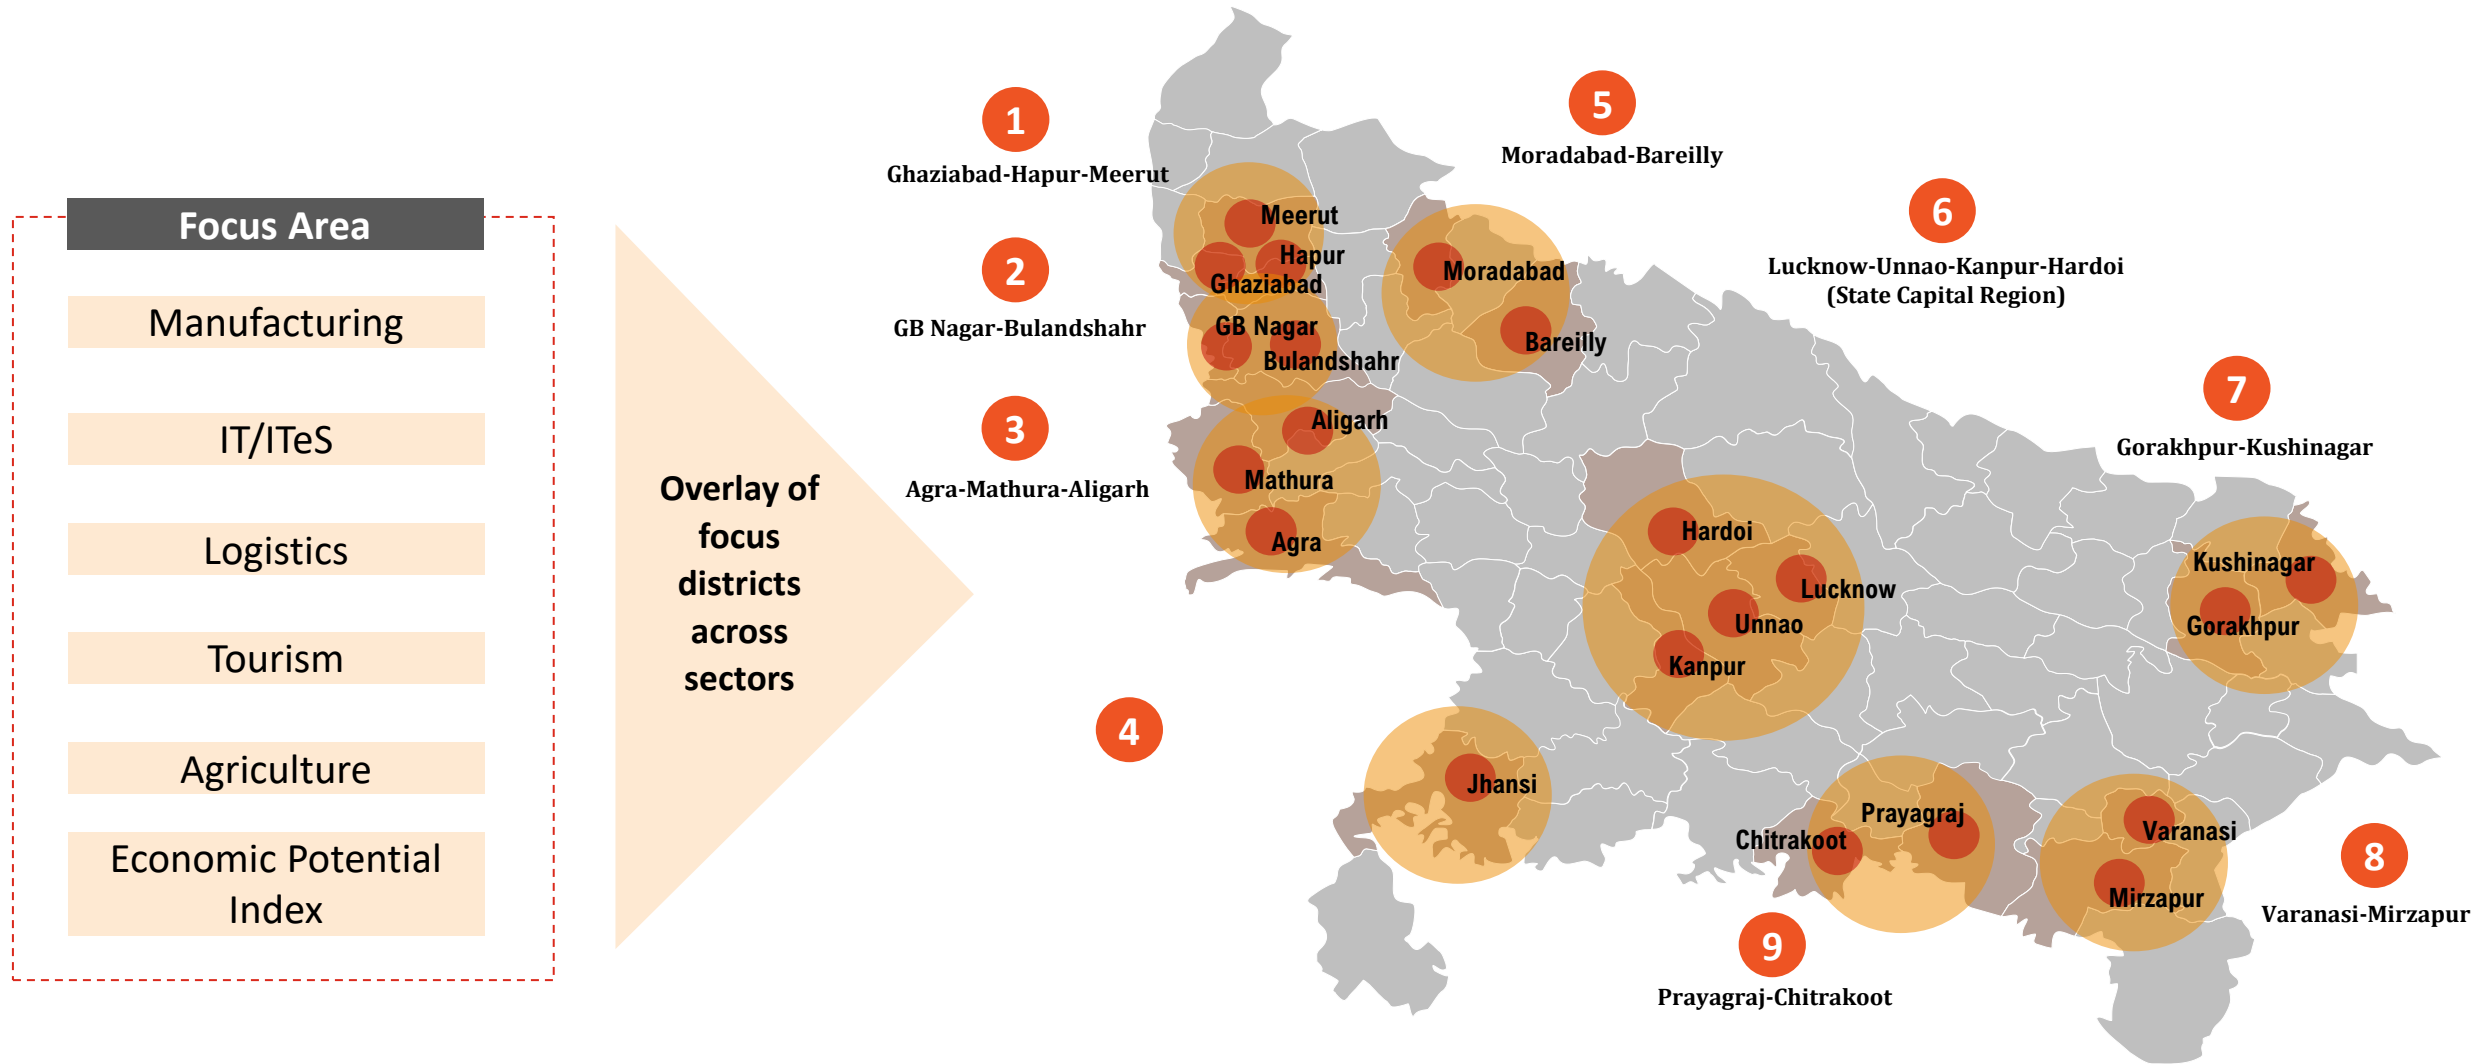 Focus Area
Manufacturing
IT/ITeS
Logistics
Tourism
Agriculture
Economic Potential
Index
Overlay of
focus
districts
across
sectors
1
Ghaziabad-Hapur-Meerut
2
GB Nagar-Bulandshahr
3
Agra-Mathura-Aligarh
4
5
Moradabad-Bareilly
6
Lucknow-Unnao-Kanpur-Hardoi
(State Capital Region)
7
Gorakhpur-Kushinagar
8
Varanasi-Mirzapur
9
Prayagraj-Chitrakoot
Meerut
Hapur
Ghaziabad
GB Nagar
Bulandshahr
Aligarh
Mathura
Agra
Moradabad
Bareilly
Hardoi
Lucknow
Unnao
Kanpur
Kushinagar
Gorakhpur
Jhansi
Prayagraj
Chitrakoot
Varanasi
Mirzapur